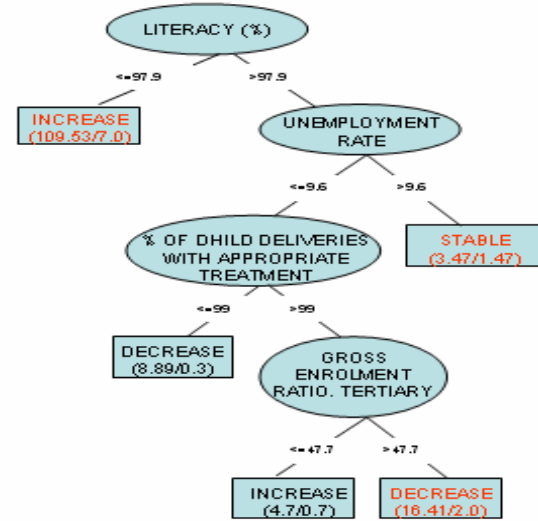 LITERACY (%)
<=97.9
>97.9
INCREASE
(109.53/7.0)
UNEMPLOYMENT
RATE
<=9.6
>9.6
% OF DHILD DELIVERIES
WITH APPROPRIATE
TREATMENT
STABLE
(3.47/1.47)
<=99
>99
DECREASE
(8.89/0.3)
GROSS
ENROLMENT
RATIO. TERTIARY
<=47.7
>47.7
INCREASE
(4.7/0.7)
DECREASE
(16.41/2.0)